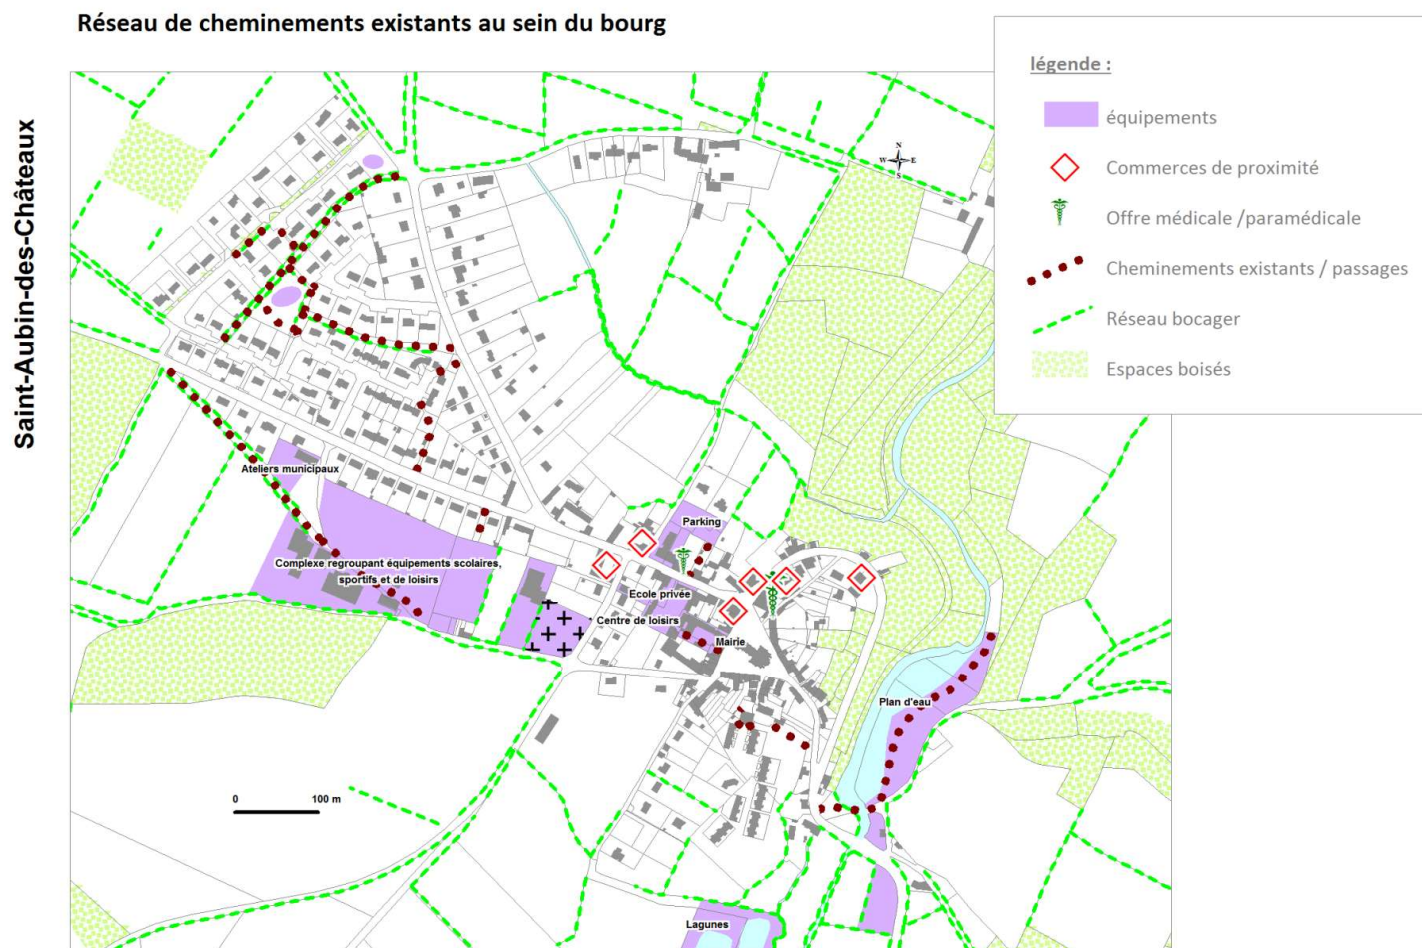 Réseau de cheminements existants au sein du bourg
Saint-Aubin-des-Châteaux
légende :
équipements
Commerces de proximité
Offre médicale /paramédicale
Cheminements existants / passages
Réseau bocager
Espaces boisés
N
W E
S
Ateliers municipaux
Parking
Complexe regroupant équipements scolaires,
sportifs et de loisirs
Ecole privée
Centre de loisirs
Mairie
Plan d'eau
0 100 m
Lagunes